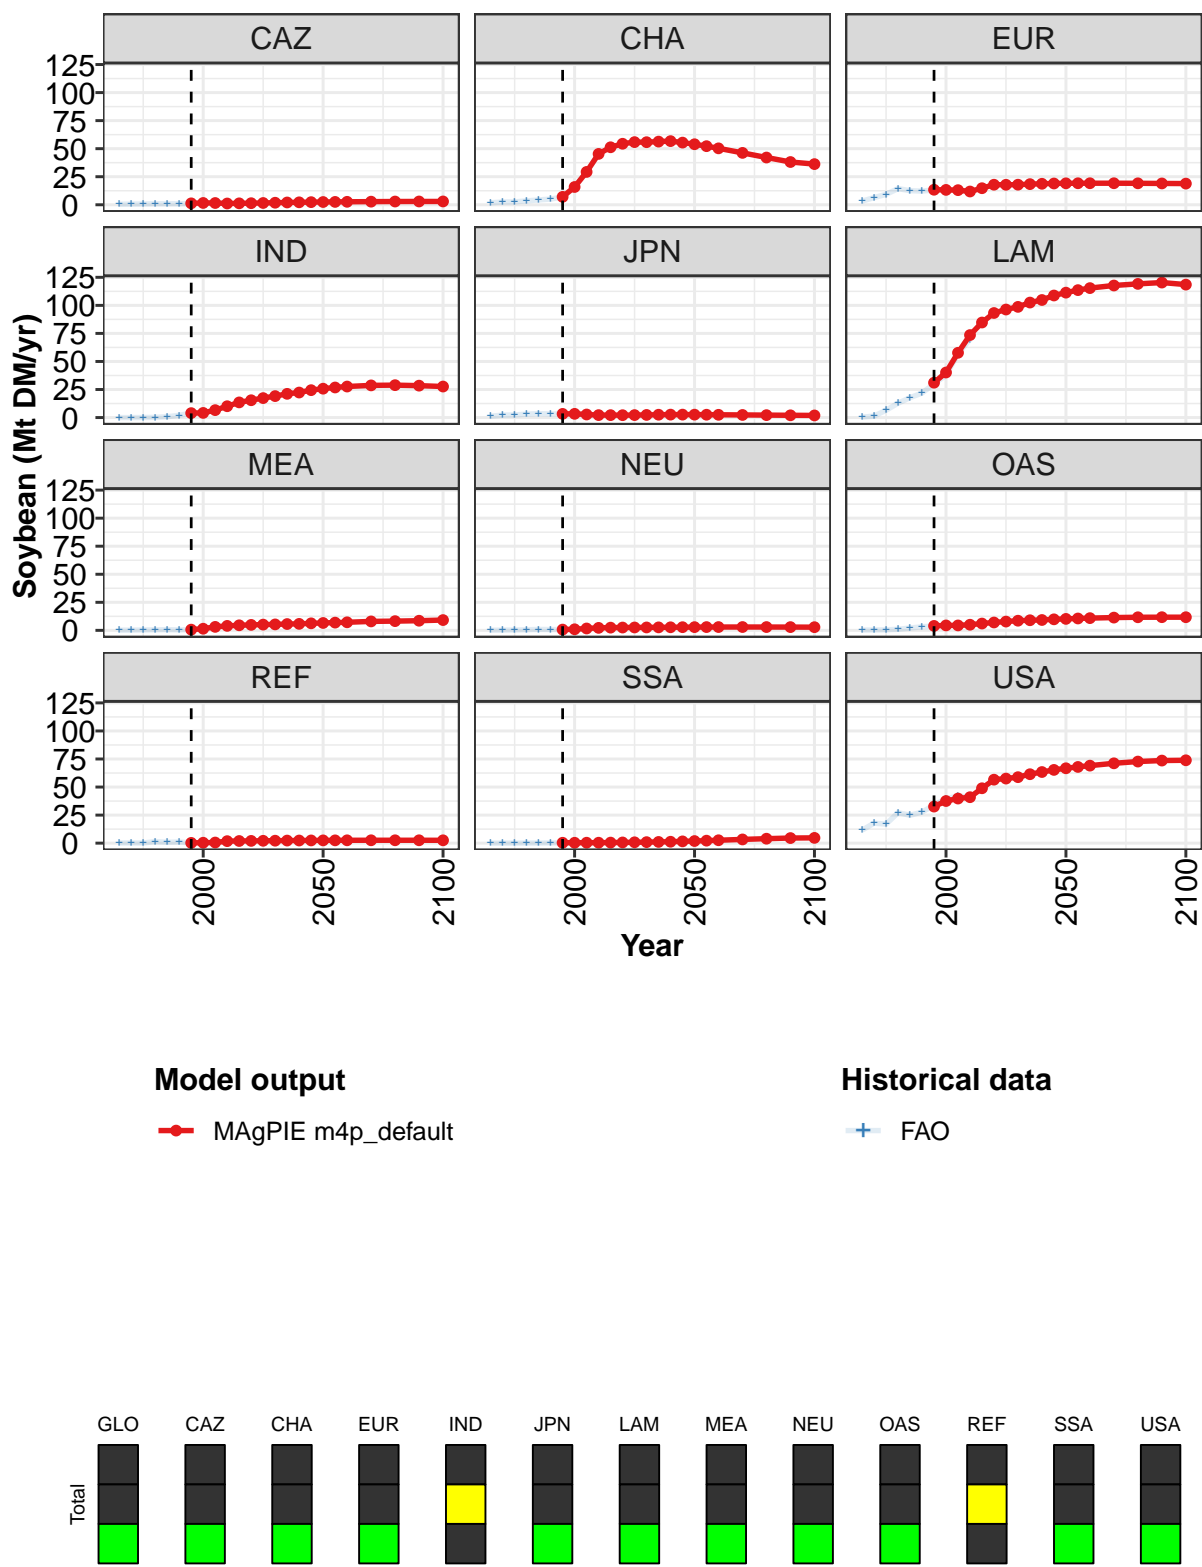 CAZ CHA EUR
125
100
75
50
25
0
IND JPN LAM
125
100
75
50
25
0
MEA NEU OAS
125
100
75
50
25
0
REF SSA USA
125
100
75
50
25
0
Soybean (Mt DM/yr)
2000 2050 2100 2000 2050 2100 2000 2050 2100
Year
Model output
MAgPIE m4p_default
Historical data
FAO
GLO CAZ CHA EUR IND JPN LAM MEA NEU OAS REF SSA USA
Total